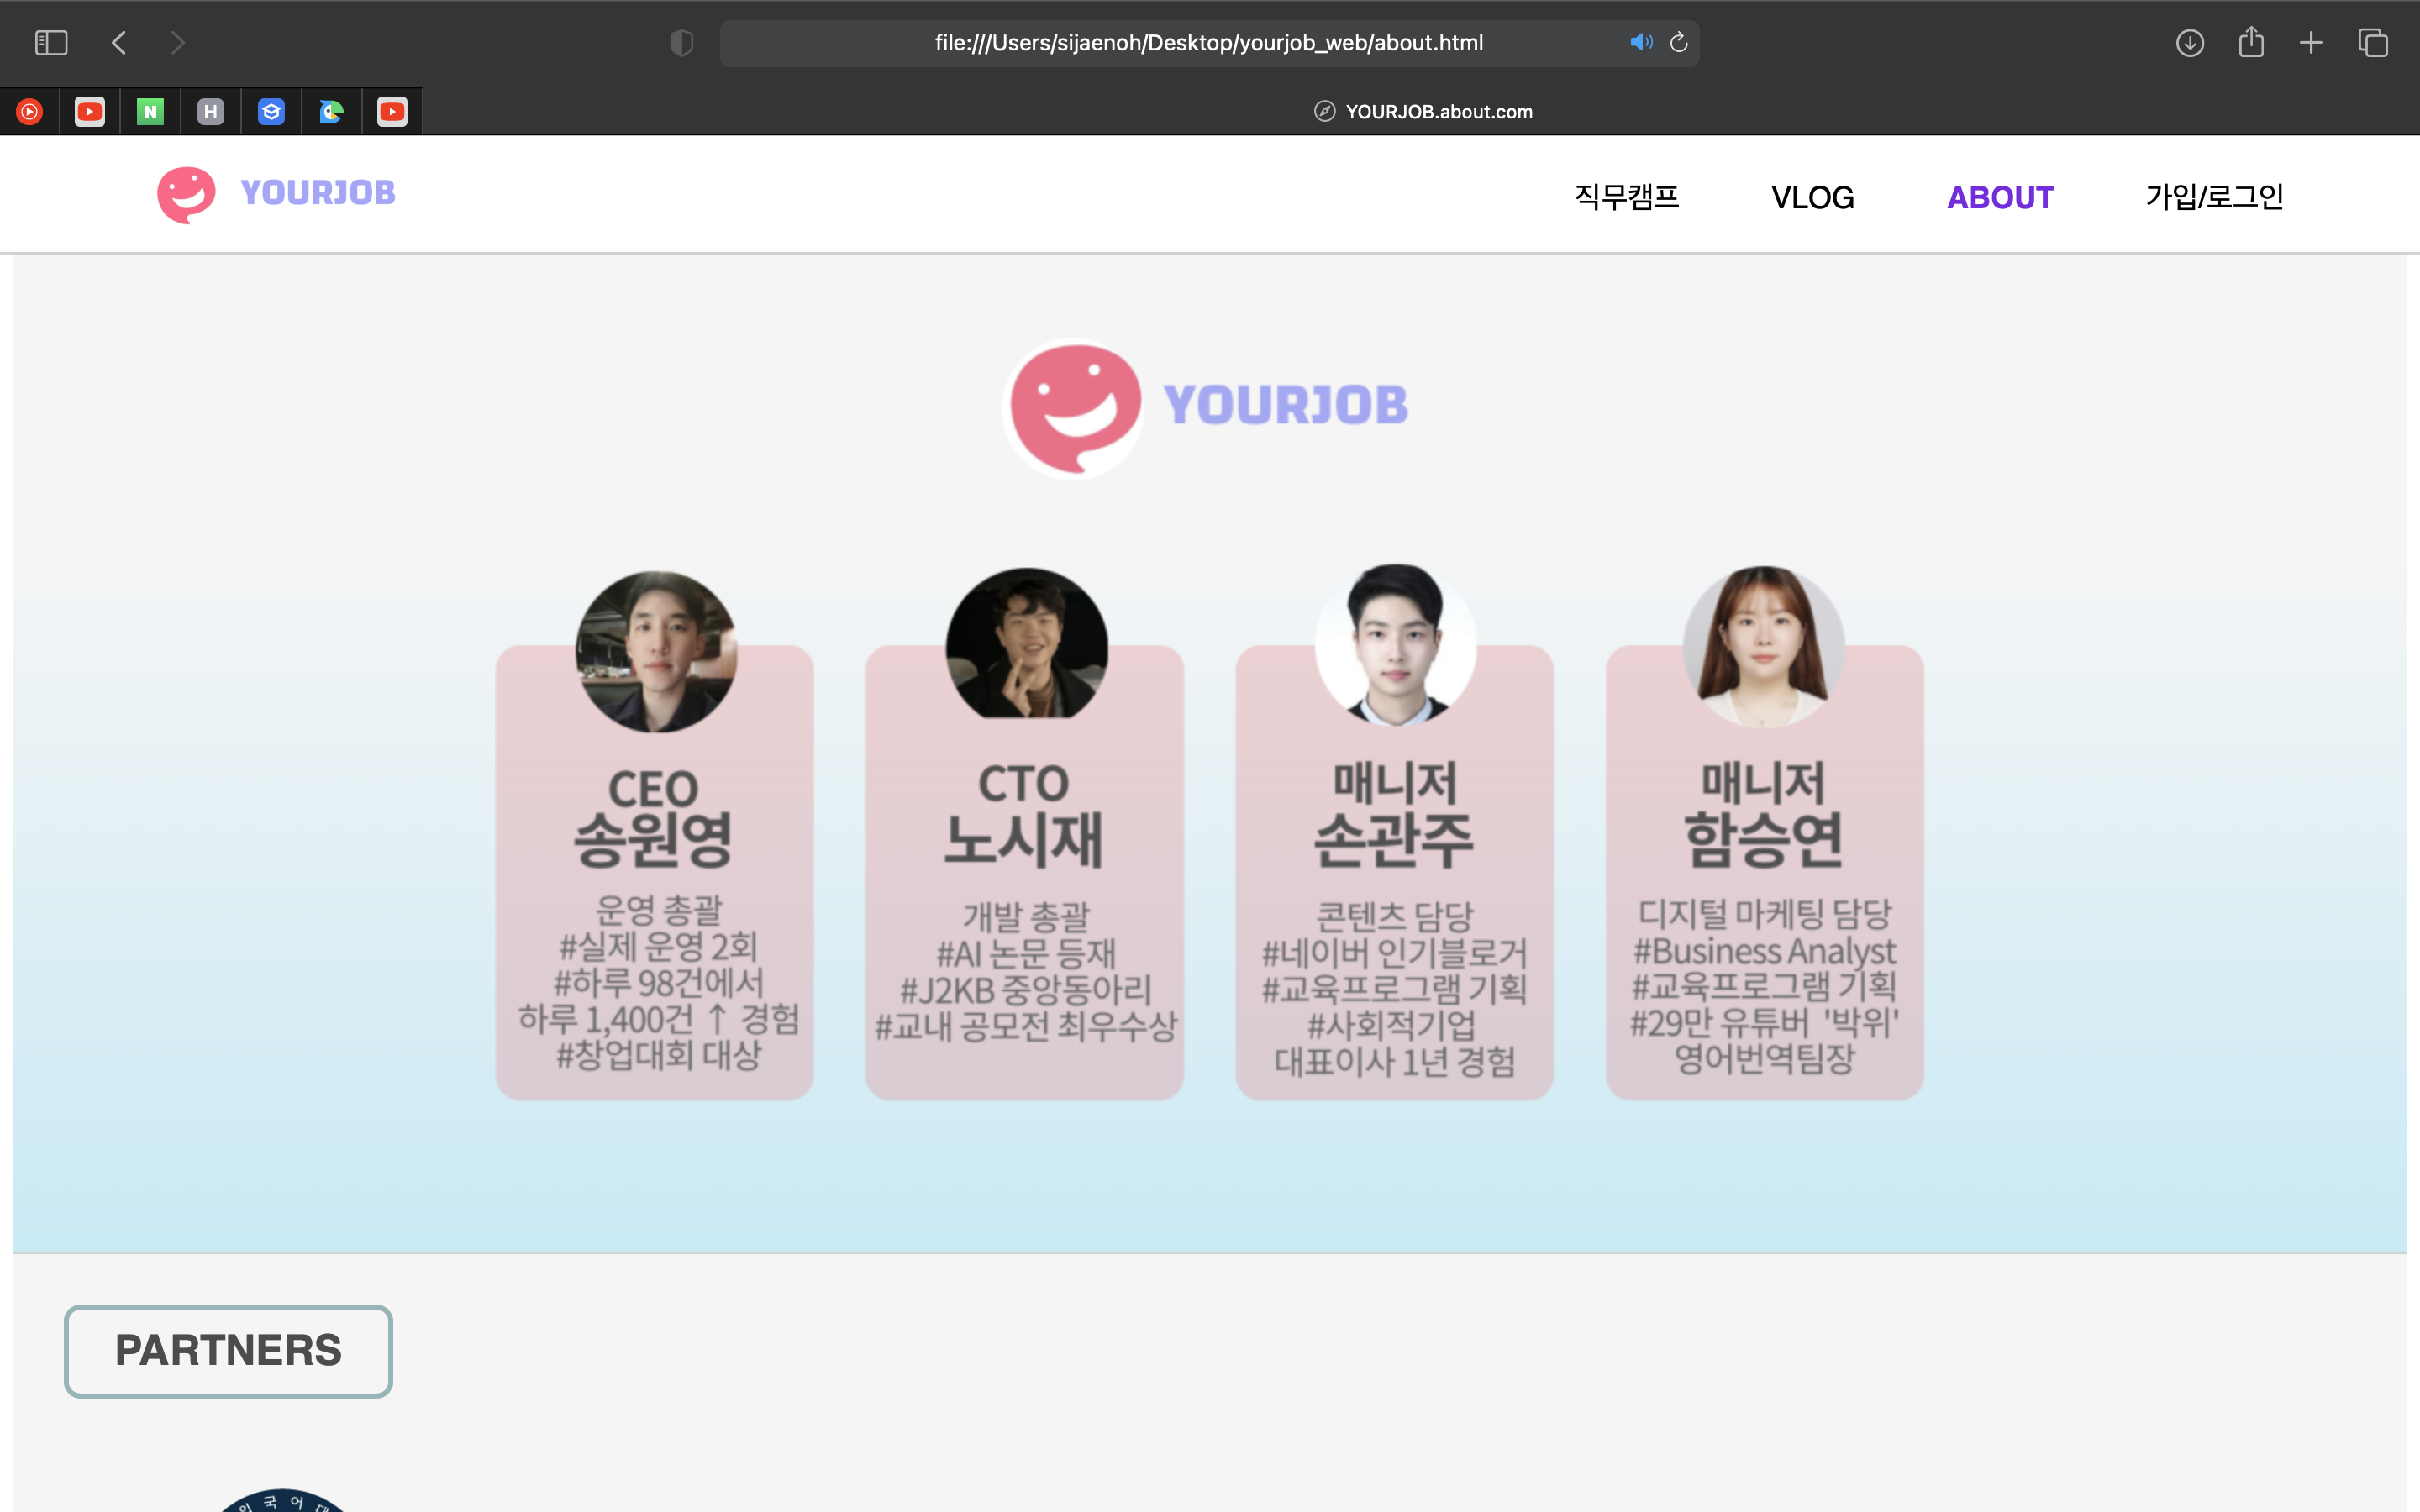 file:///Users/sijaenoh/Desktop/yourjob_web/about.html
N
H
YOURJOB.about.com
YOURJOB
직무캠프
VLOG
ABOUT
가입/로그인
YOURJOB
CEO
송원영
운영 총괄
#실제 운영 2회
#하루 98건에서
하루 1,400건 ↑ 경험
#창업대회 대상
CTO
노시재
개발 총괄
#AI 논문 등재
#J2KB 중앙동아리
#교내 공모전 최우수상
매니저
손관주
콘텐츠 담당
#네이버 인기블로거
#교육프로그램 기획
#사회적기업
대표이사 1년 경험
매니저
함승연
디지털 마케팅 담당
#Business Analyst
#교육프로그램 기획
#29만 유튜버 '박위'
영어번역팀장
PARTNERS
국어